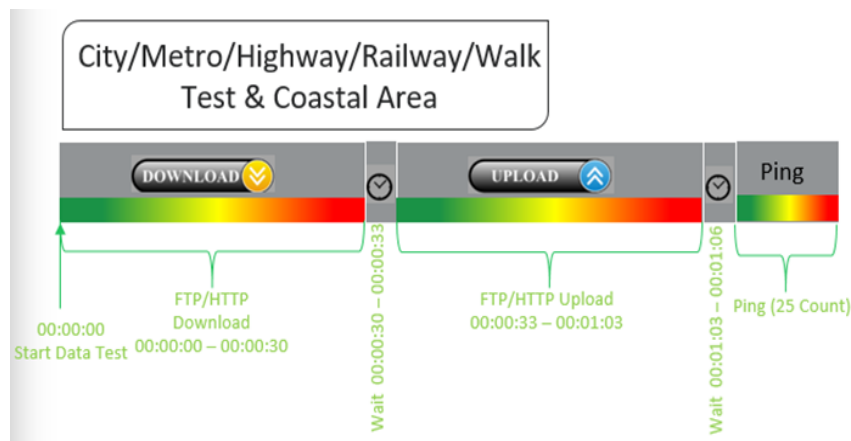 City/Metro/Highway/Railway/Walk
Test & Coastal Area
DOWNLOAD
UPLOAD
Ping
00:00:00
Start Data Test
FTP/HTTP
Download
00:00:00 – 00:00:30
Wait 00:00:30 – 00:00:33
FTP/HTTP Upload
00:00:33 – 00:01:03
Wait 00:01:03 – 00:01:06
Ping (25 Count)